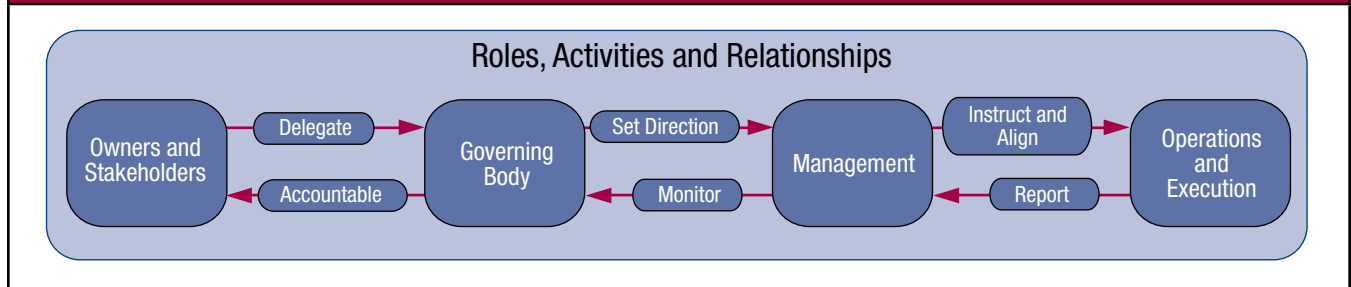 Roles, Activities and Relationships
Owners and
Stakeholders
Delegate
Accountable
Governing
Body
Set Direction
Monitor
Management
Instruct and
Align
Report
Operations
and
Execution